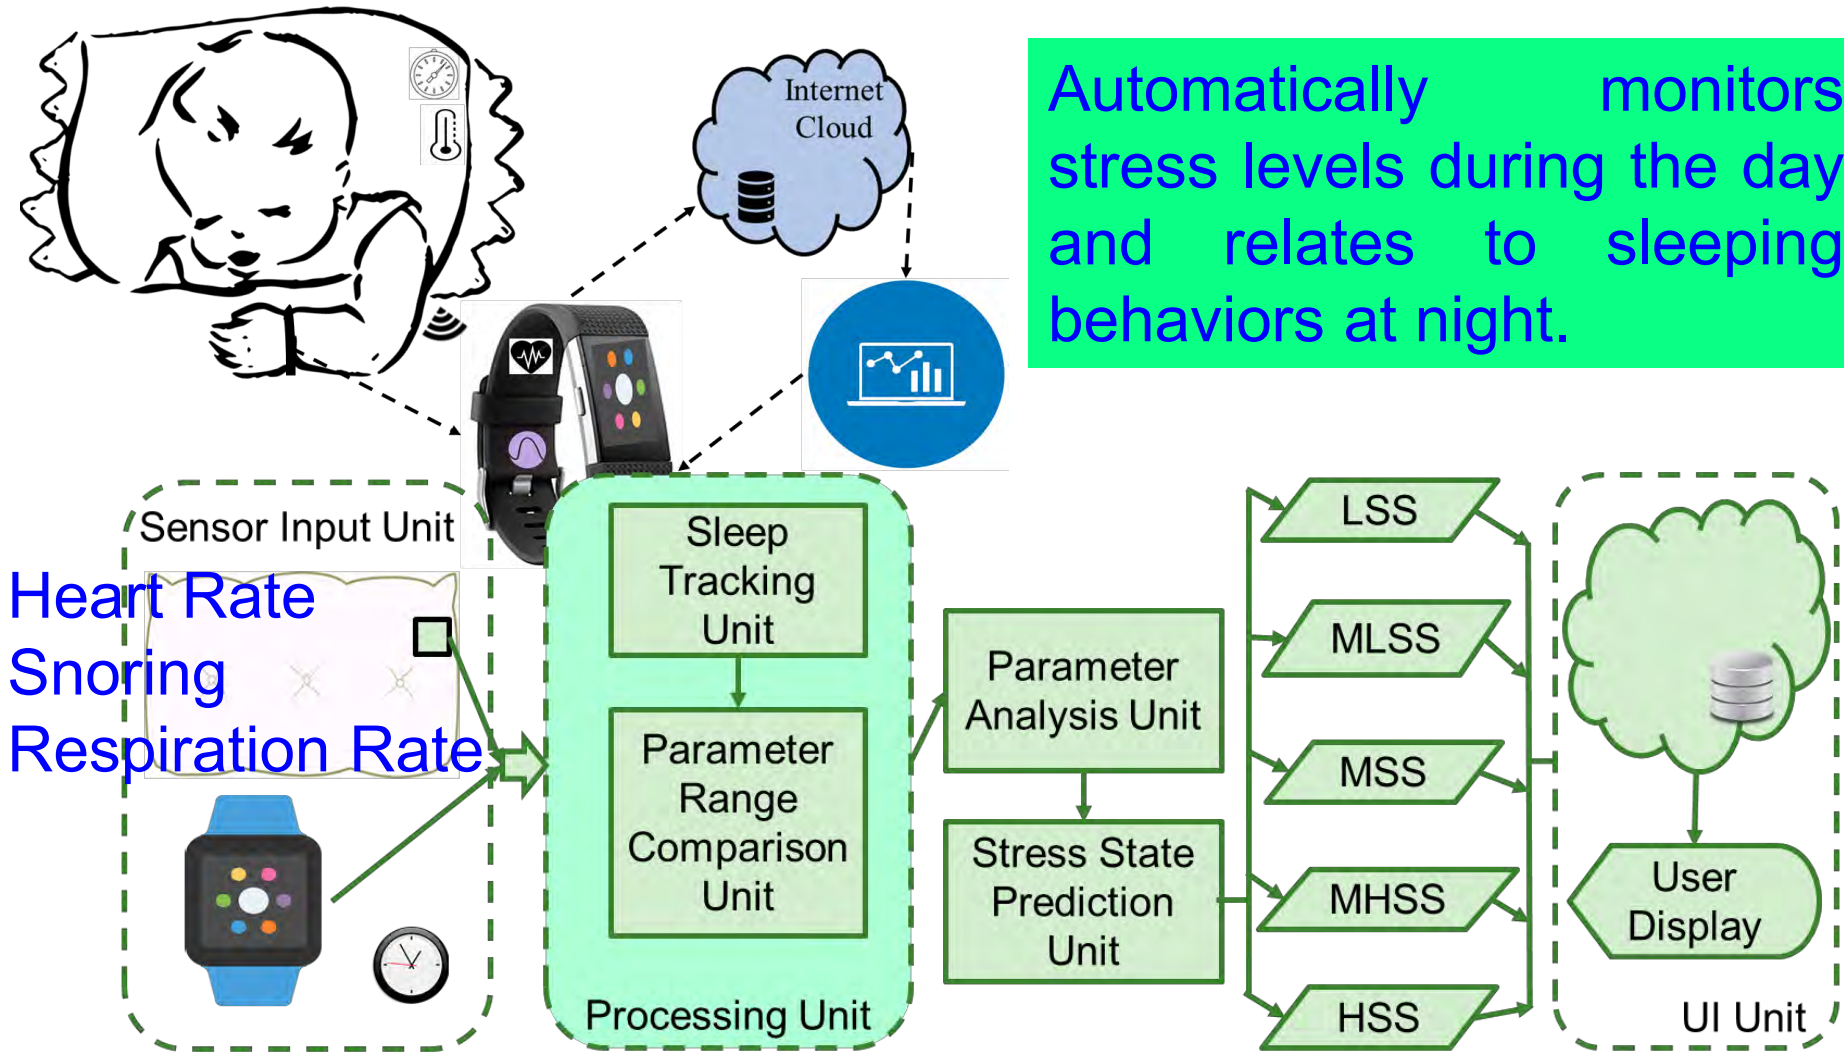 Internet
Cloud
Automatically monitors
stress levels during the day
and relates to sleeping
behaviors at night.
Sensor Input Unit
Heart Rate
Snoring
Respiration Rate
Sleep
Tracking
Unit
Parameter
Range
Comparison
Unit
Processing Unit
Parameter
Analysis Unit
Stress State
Prediction
Unit
LSS
MLSS
MSS
MHSS
HSS
User
Display
UI Unit